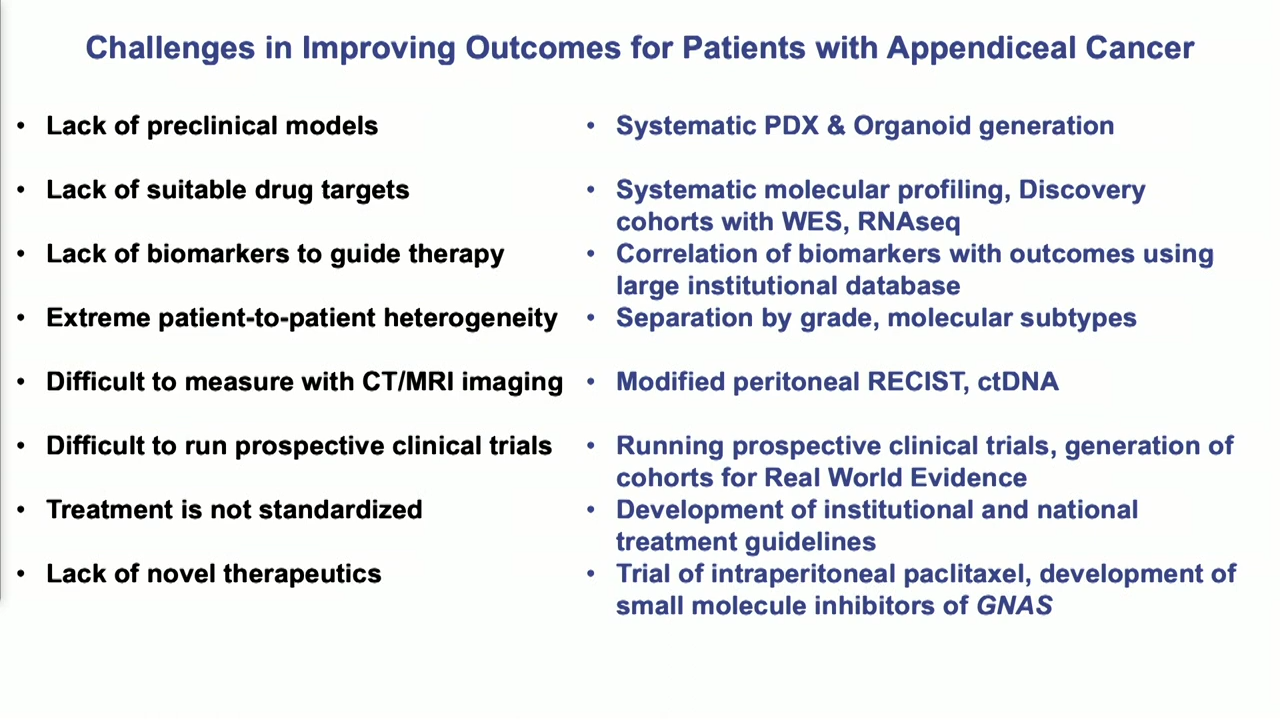 Challenges in Improving Outcomes for Patients with Appendiceal Cancer
• Lack of preclinical models
• Systematic PDX & Organoid generation
• Lack of suitable drug targets
• Systematic molecular profiling, Discovery
cohorts with WES, RNAseq
• Lack of biomarkers to guide therapy
• Correlation of biomarkers with outcomes using
large institutional database
• Extreme patient-to-patient heterogeneity
• Separation by grade, molecular subtypes
• Difficult to measure with CT/MRI imaging
• Modified peritoneal RECIST, ctDNA
• Difficult to run prospective clinical trials
• Running prospective clinical trials, generation of
cohorts for Real World Evidence
• Treatment is not standardized
• Development of institutional and national
treatment guidelines
• Lack of novel therapeutics
• Trial of intraperitoneal paclitaxel, development of
small molecule inhibitors of GNAS